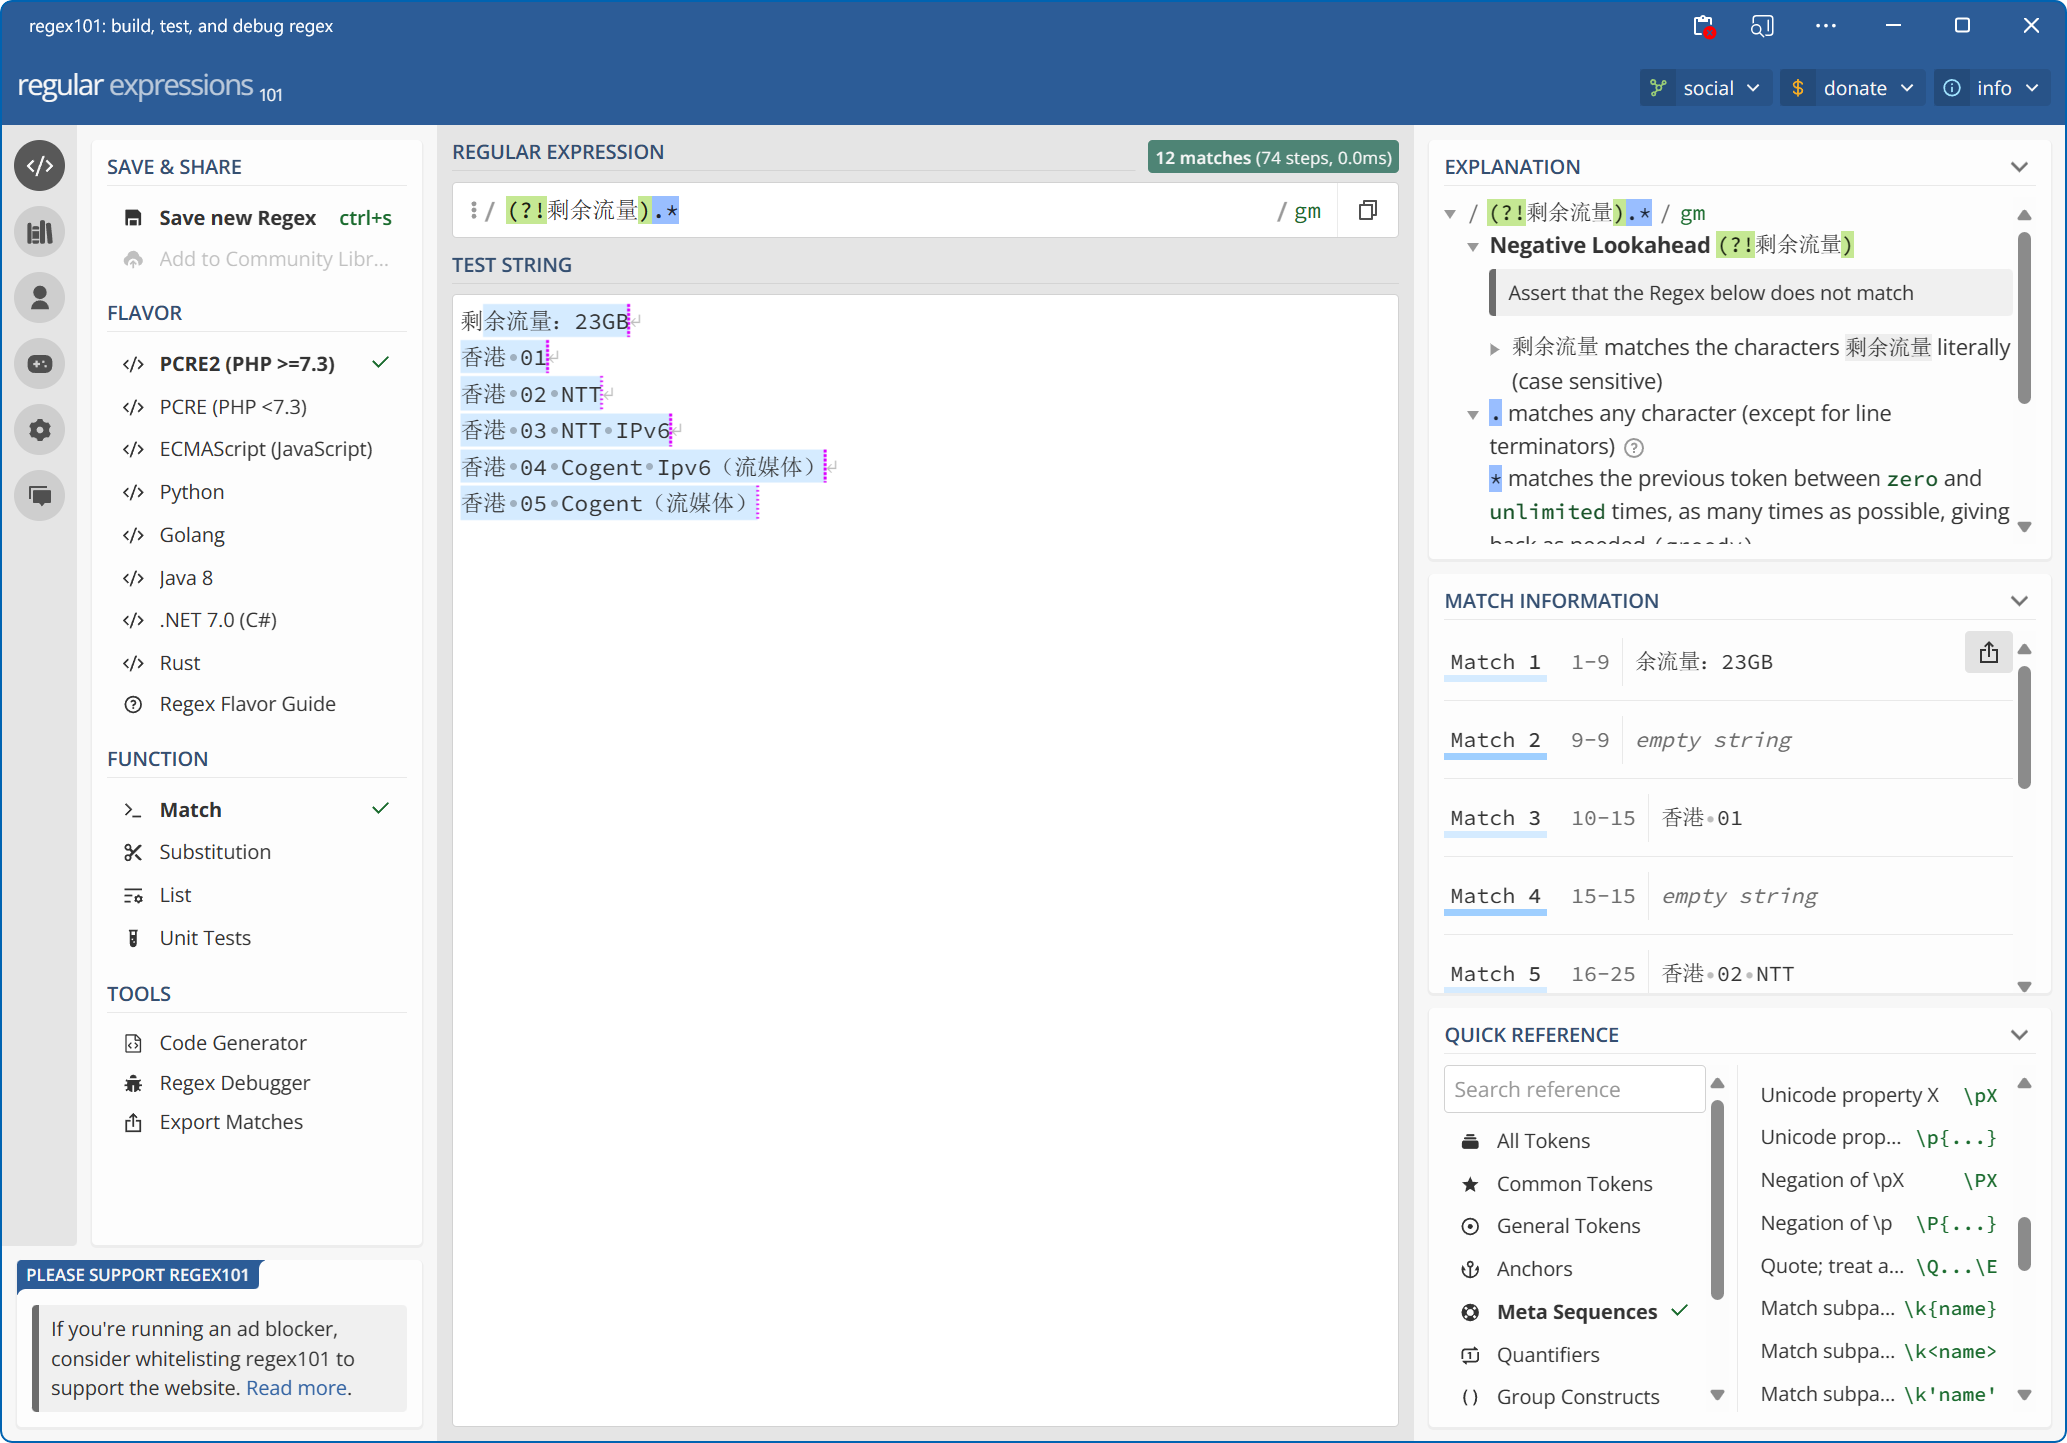 regex101: build, test, and debug regex
regular expressions 101
social
donate
info
SAVE & SHARE
Save new Regex ctrl+s
Add to Community Libr...
FLAVOR
PCRE2 (PHP >=7.3)
PCRE (PHP <7.3)
ECMAScript (JavaScript)
Python
Golang
Java 8
.NET 7.0 (C#)
Rust
Regex Flavor Guide
FUNCTION
Match
Substitution
List
Unit Tests
TOOLS
Code Generator
Regex Debugger
Export Matches
PLEASE SUPPORT REGEX101
If you're running an ad blocker,
consider whitelisting regex101 to
support the website. Read more.
REGULAR EXPRESSION
12 matches (74 steps, 0.0ms)
/ (?!剩余流量).* / gm
TEST STRING
剩余流量：23GB
香港 01
香港 02 NTT
香港 03 NTT IPv6
香港 04 Cogent Ipv6（流媒体）
香港 05 Cogent（流媒体）
EXPLANATION
/ (?!剩余流量).* / gm
Negative Lookahead (?!剩余流量)
Assert that the Regex below does not match
剩余流量 matches the characters 剩余流量 literally
(case sensitive)
. matches any character (except for line
terminators)
* matches the previous token between zero and
unlimited times, as many times as possible, giving
back as needed (greedy)
MATCH INFORMATION
Match 1 1-9 余流量：23GB
Match 2 9-9 empty string
Match 3 10-15 香港 01
Match 4 15-15 empty string
Match 5 16-25 香港 02 NTT
QUICK REFERENCE
Search reference
All Tokens
Common Tokens
General Tokens
Anchors
Meta Sequences
Quantifiers
Group Constructs
Unicode property X \pX
Unicode prop... \p{...}
Negation of \pX \PX
Negation of \p \P{...}
Quote; treat a... \Q...\E
Match subpa... \k{name}
Match subpa... \k<name>
Match subpa... \k'name'